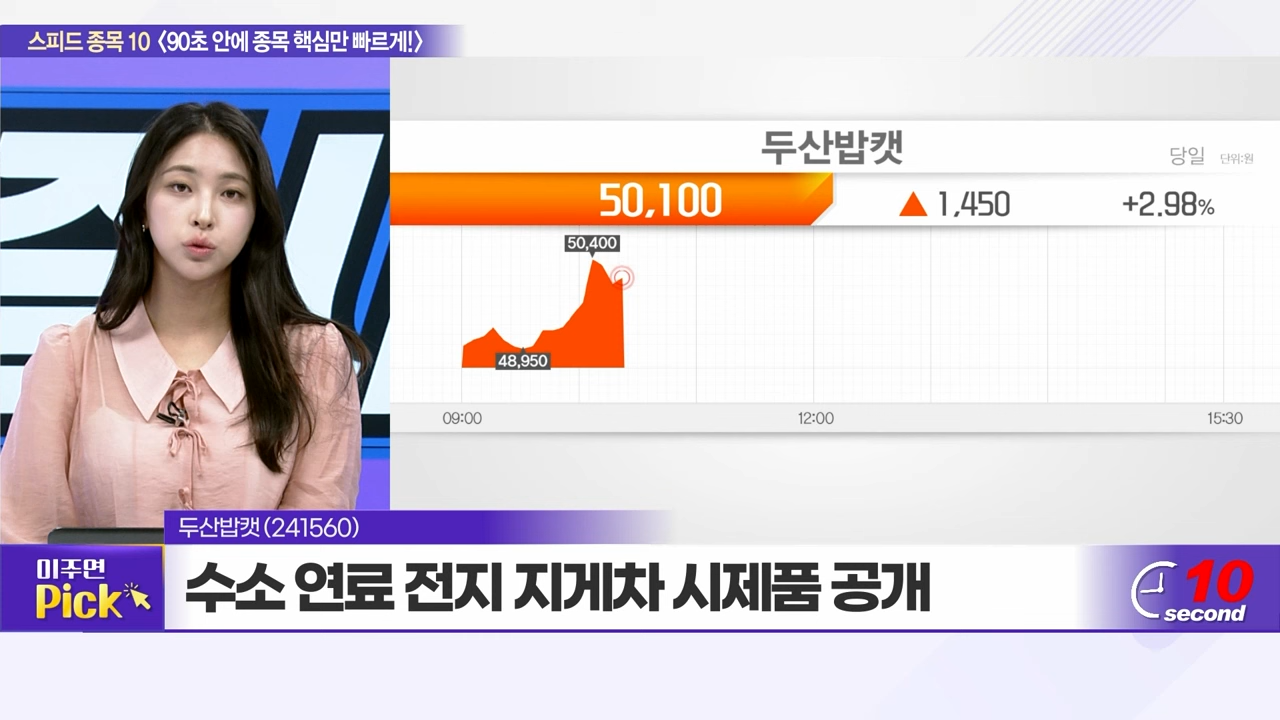 스피드 종목 10 〈90초 안에 종목 핵심만 빠르게!〉
두산밥캣
당일 단위:원
50,100 ▲ 1,450 +2.98%
50,400
48,950
09:00 12:00 15:30
두산밥캣(241560)
미주면
Pick
수소 연료 전지 지게차 시제품 공개
10
second